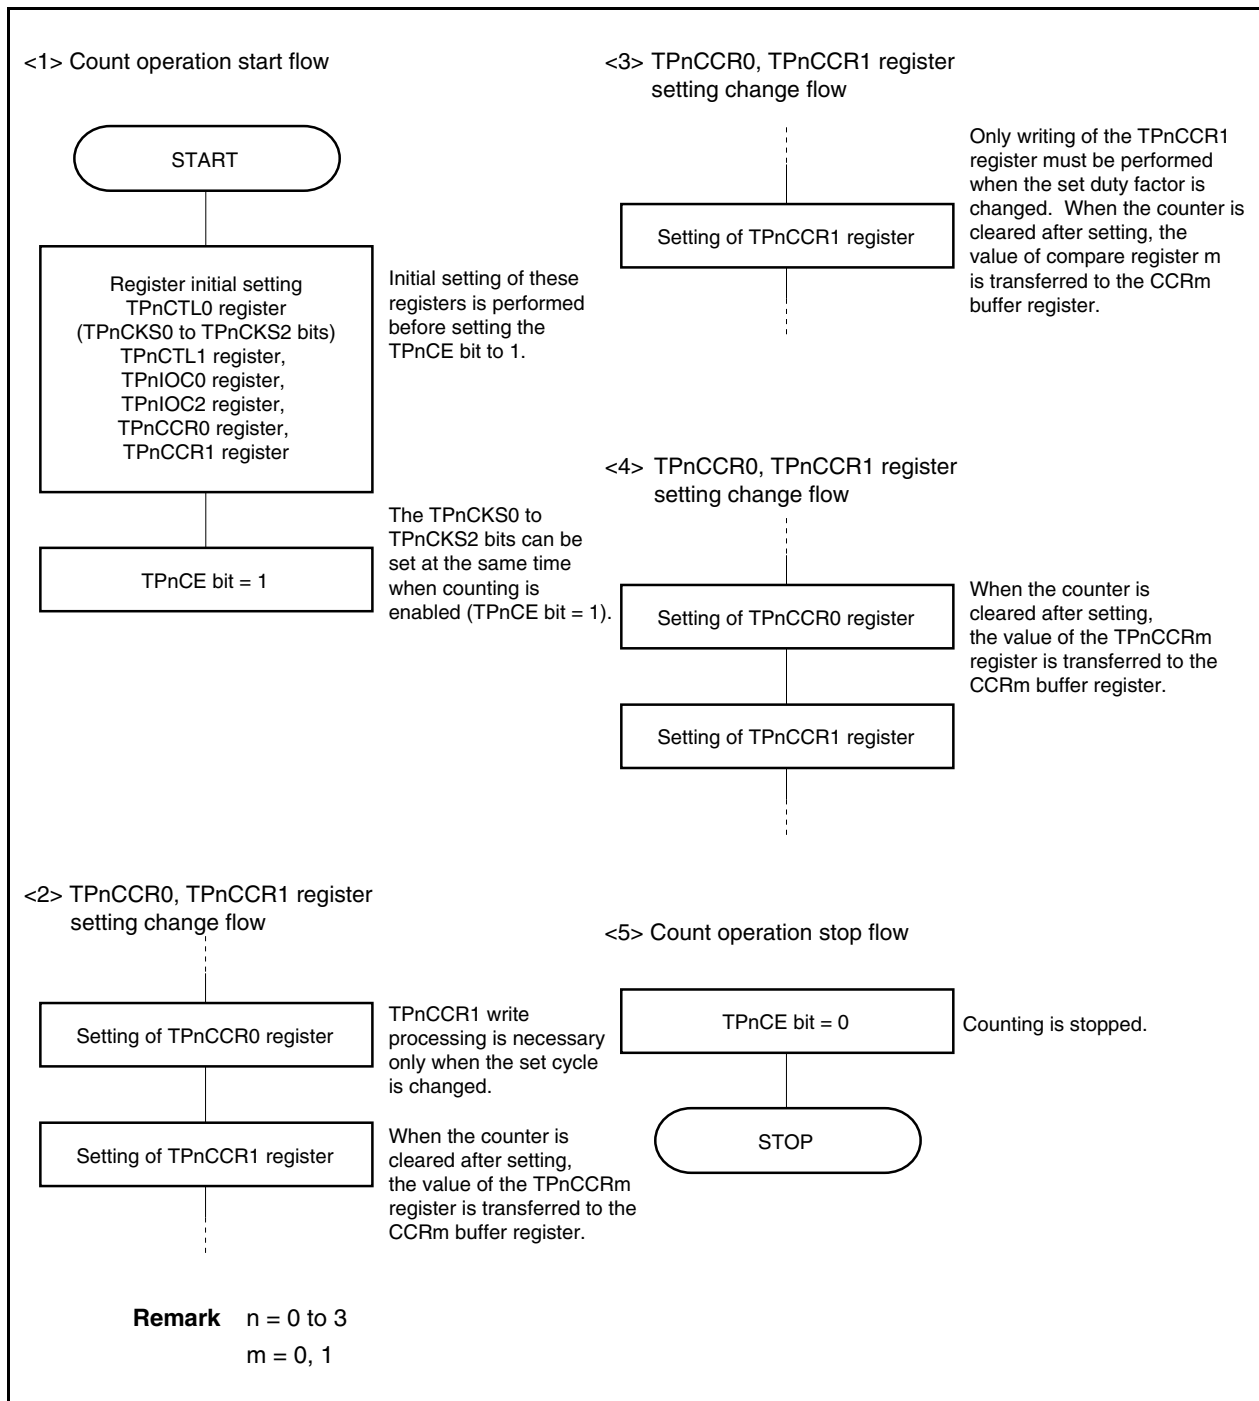 <1> Count operation start flow
START
Register initial setting
TPnCTL0 register
(TPnCKS0 to TPnCKS2 bits)
TPnCTL1 register,
TPnIOC0 register,
TPnIOC2 register,
TPnCCR0 register,
TPnCCR1 register
Initial setting of these
registers is performed
before setting the
TPnCE bit to 1.
TPnCE bit = 1
The TPnCKS0 to
TPnCKS2 bits can be
set at the same time
when counting is
enabled (TPnCE bit = 1).
<2> TPnCCR0, TPnCCR1 register
setting change flow
Setting of TPnCCR0 register
TPnCCR1 write
processing is necessary
only when the set cycle
is changed.
Setting of TPnCCR1 register
When the counter is
cleared after setting,
the value of the TPnCCRm
register is transferred to the
CCRm buffer register.
<3> TPnCCR0, TPnCCR1 register
setting change flow
Setting of TPnCCR1 register
Only writing of the TPnCCR1
register must be performed
when the set duty factor is
changed. When the counter is
cleared after setting, the
value of compare register m
is transferred to the CCRm
buffer register.
<4> TPnCCR0, TPnCCR1 register
setting change flow
Setting of TPnCCR0 register
When the counter is
cleared after setting,
the value of the TPnCCRm
register is transferred to the
CCRm buffer register.
Setting of TPnCCR1 register
<5> Count operation stop flow
TPnCE bit = 0
Counting is stopped.
STOP
Remark n = 0 to 3
m = 0, 1